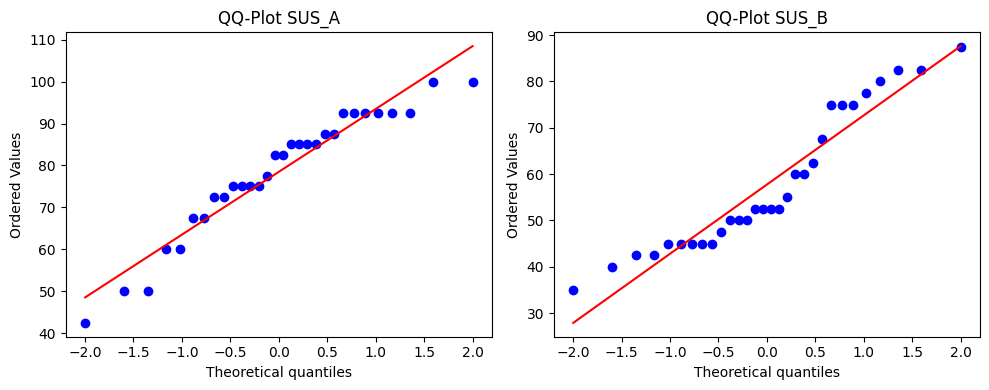 QQ-Plot SUS_A
110
100
90
80
70
60
50
40
Ordered Values
−2.0 −1.5 −1.0 −0.5 0.0 0.5 1.0 1.5 2.0
Theoretical quantiles
QQ-Plot SUS_B
90
80
70
60
50
40
30
Ordered Values
−2.0 −1.5 −1.0 −0.5 0.0 0.5 1.0 1.5 2.0
Theoretical quantiles